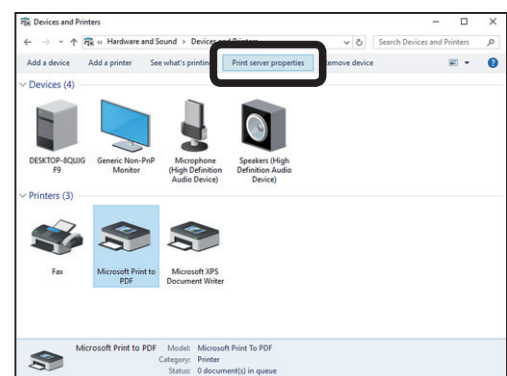 Devices and Printers
« Hardware and Sound > Devices and Printers
Search Devices and Printers
Add a device Add a printer See what's printing Print server properties Remove device
Devices (4)
DESKTOP-8QUJG
F9
Generic Non-PnP
Monitor
Microphone
(High Definition
Audio Device)
Speakers (High
Definition Audio
Device)
Printers (3)
Fax
Microsoft Print to
PDF
Microsoft XPS
Document Writer
Microsoft Print to PDF Model: Microsoft Print To PDF
Category: Printer
Status: 0 document(s) in queue